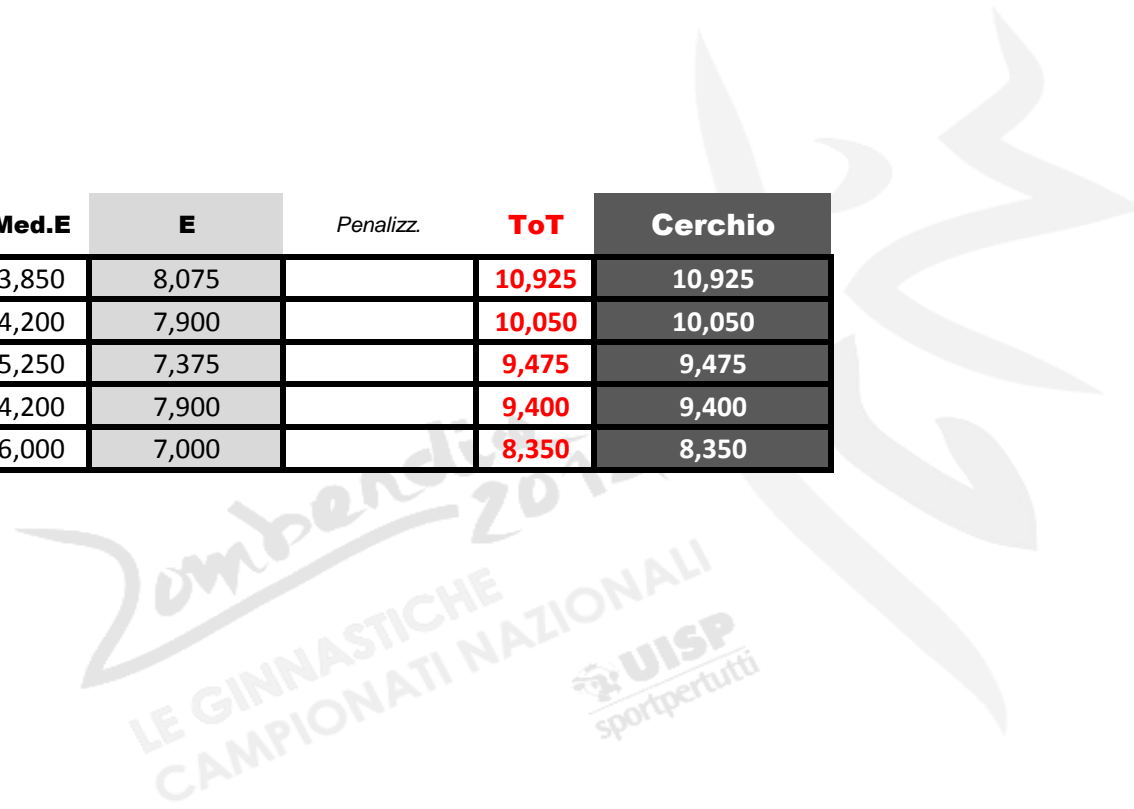 Med.E E Penalizz. ToT Cerchio
3,850 8,075 10,925 10,925
4,200 7,900 10,050 10,050
5,250 7,375 9,475 9,475
4,200 7,900 9,400 9,400
6,000 7,000 8,350 8,350
LE GINNASTICHE
CAMPIONATI NAZIONALI
UISP
sportpertutti